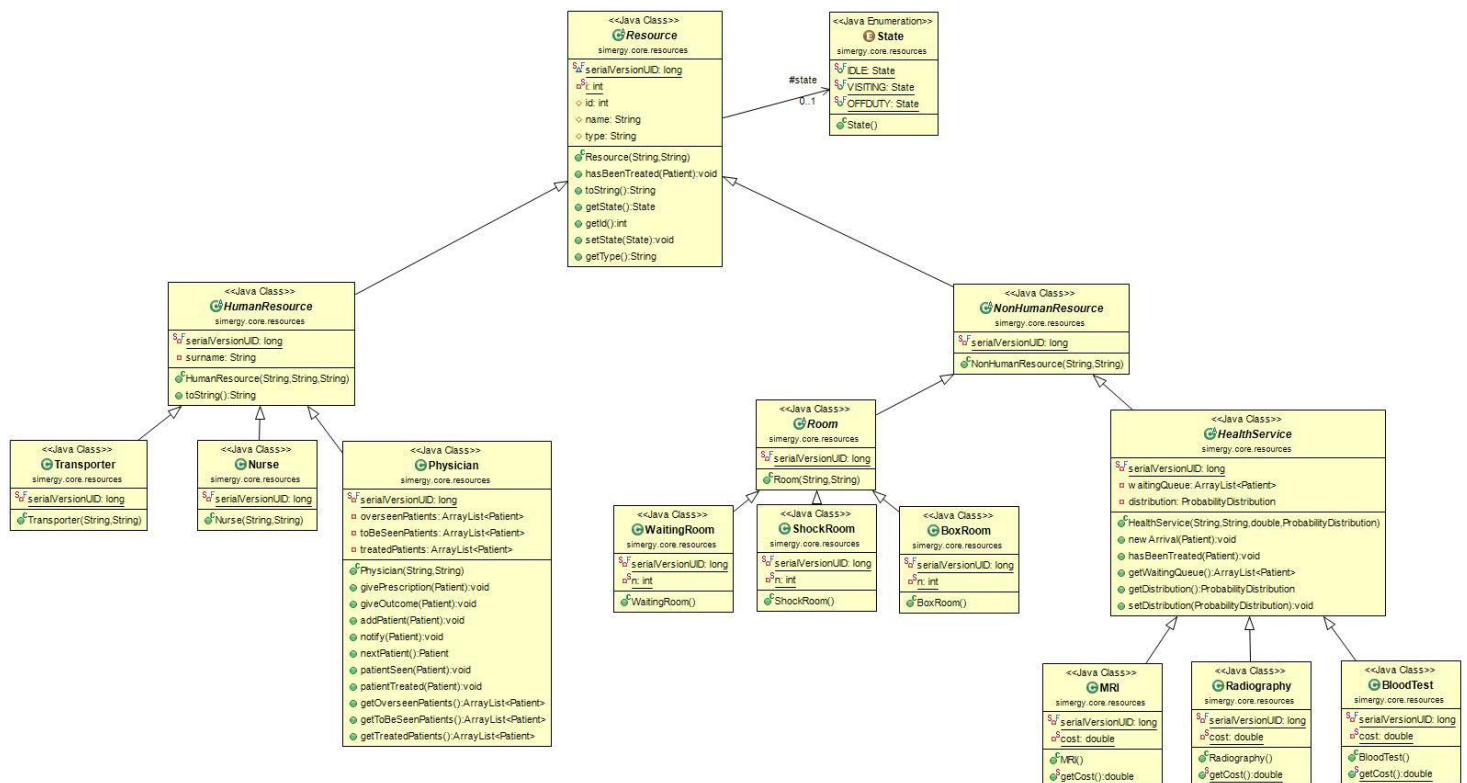 <<Java Class>>
Resource
simergy.core.resources
serialVersionUID: long
i: int
id: int
name: String
type: String
Resource(String,String)
hasBeenTreated(Patient):void
toString():String
getState():State
getId():int
setState(State):void
getType():String
#state
0..1
<<Java Enumeration>>
State
simergy.core.resources
IDLE: State
VISITING: State
OFFDUTY: State
State()
<<Java Class>>
HumanResource
simergy.core.resources
serialVersionUID: long
surname: String
HumanResource(String,String,String)
toString():String
<<Java Class>>
NonHumanResource
simergy.core.resources
serialVersionUID: long
NonHumanResource(String,String)
<<Java Class>>
Transporter
simergy.core.resources
serialVersionUID: long
Transporter(String,String)
<<Java Class>>
Nurse
simergy.core.resources
serialVersionUID: long
Nurse(String,String)
<<Java Class>>
Physician
simergy.core.resources
serialVersionUID: long
overseenPatients: ArrayList<Patient>
toBeSeenPatients: ArrayList<Patient>
treatedPatients: ArrayList<Patient>
Physician(String,String)
givePrescription(Patient):void
giveOutcome(Patient):void
addPatient(Patient):void
notify(Patient):void
nextPatient():Patient
patientSeen(Patient):void
patientTreated(Patient):void
getOverseenPatients():ArrayList<Patient>
getToBeSeenPatients():ArrayList<Patient>
getTreatedPatients():ArrayList<Patient>
<<Java Class>>
Room
simergy.core.resources
serialVersionUID: long
Room(String,String)
<<Java Class>>
HealthService
simergy.core.resources
serialVersionUID: long
waitingQueue: ArrayList<Patient>
distribution: ProbabilityDistribution
HealthService(String,String,double,ProbabilityDistribution)
newArrival(Patient):void
hasBeenTreated(Patient):void
getWaitingQueue():ArrayList<Patient>
getDistribution():ProbabilityDistribution
setDistribution(ProbabilityDistribution):void
<<Java Class>>
WaitingRoom
simergy.core.resources
serialVersionUID: long
n: int
WaitingRoom()
<<Java Class>>
ShockRoom
simergy.core.resources
serialVersionUID: long
n: int
ShockRoom()
<<Java Class>>
BoxRoom
simergy.core.resources
serialVersionUID: long
n: int
BoxRoom()
<<Java Class>>
MRI
simergy.core.resources
serialVersionUID: long
cost: double
MRI()
getCost():double
<<Java Class>>
Radiography
simergy.core.resources
serialVersionUID: long
cost: double
Radiography()
getCost():double
<<Java Class>>
BloodTest
simergy.core.resources
serialVersionUID: long
cost: double
BloodTest()
getCost():double